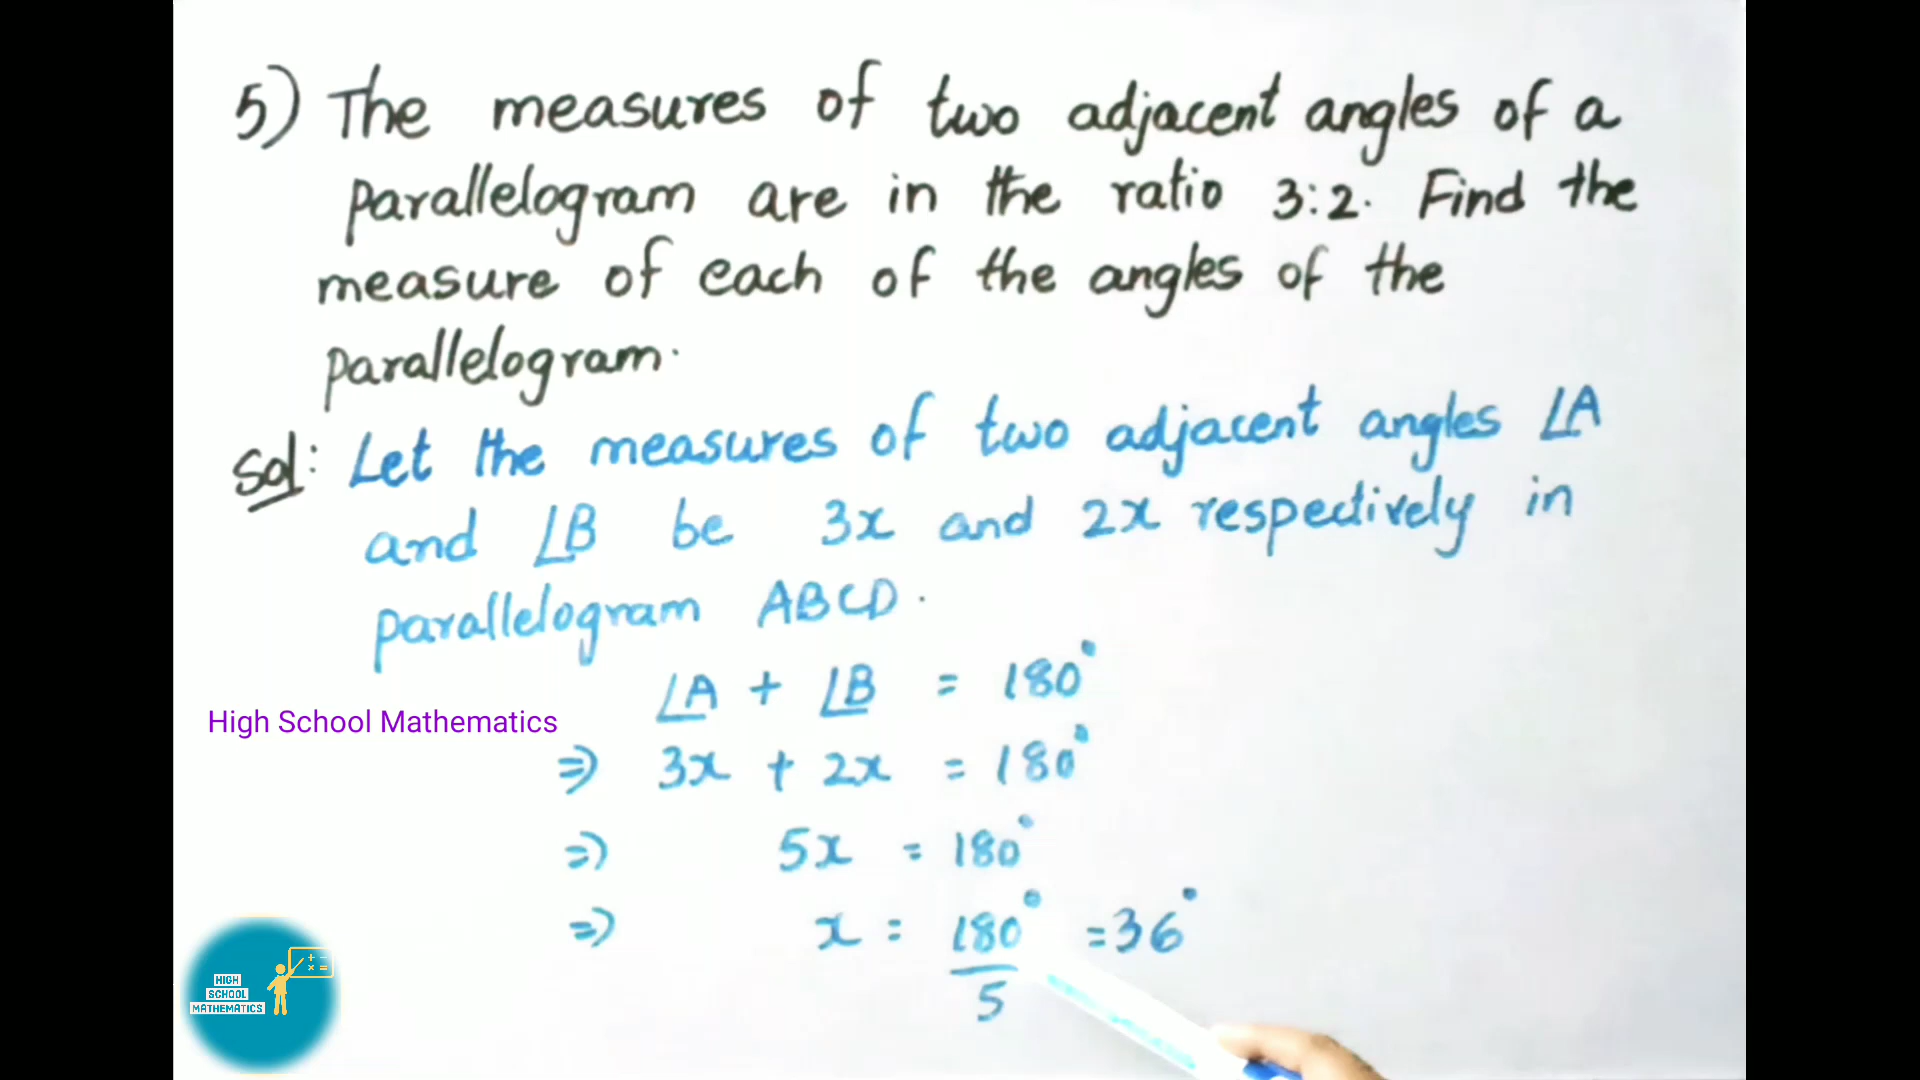 5) The measures of two adjacent angles of a
parallelogram are in the ratio 3:2. Find the
measure of each of the angles of the
parallelogram.
Sol: Let the measures of two adjacent angles ∠A
and ∠B be 3x and 2x respectively in
parallelogram ABCD.
∠A + ∠B = 180°
High School Mathematics
⇒ 3x + 2x = 180°
⇒ 5x = 180°
⇒ x = 180°/5 = 36°
HIGH
SCHOOL
MATHEMATICS
+ −
× =